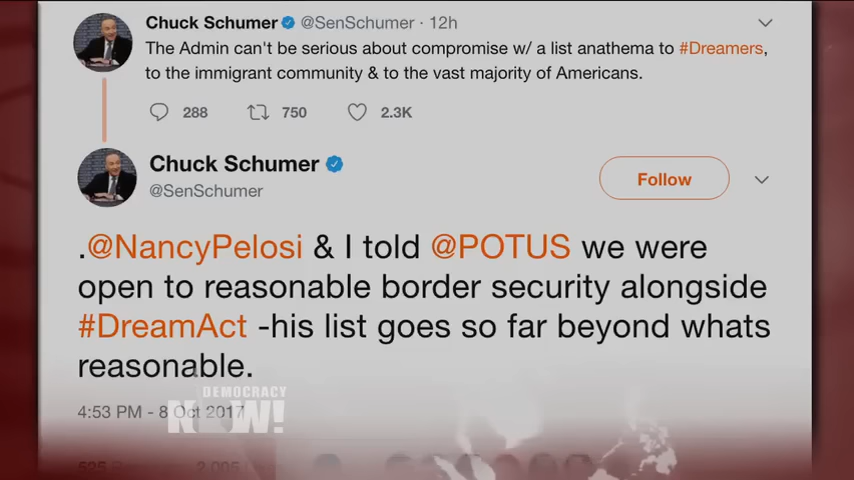 Chuck Schumer @SenSchumer · 12h
The Admin can't be serious about compromise w/ a list anathema to #Dreamers,
to the immigrant community & to the vast majority of Americans.
288 750 2.3K
Chuck Schumer
@SenSchumer
Follow
.@NancyPelosi & I told @POTUS we were
open to reasonable border security alongside
#DreamAct -his list goes so far beyond whats
reasonable.
4:53 PM - 8 Oct 2017
DEMOCRACY
NOW!